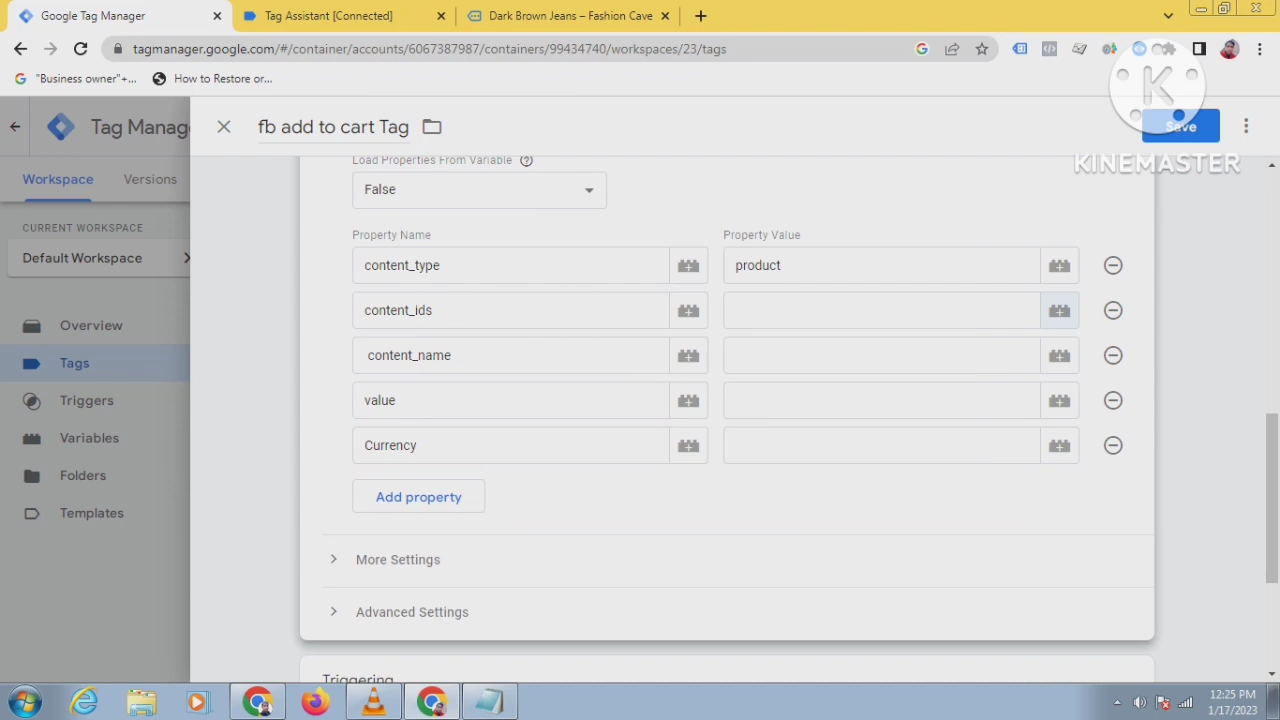 Google Tag Manager
Tag Assistant [Connected]
Dark Brown Jeans – Fashion Cave
tagmanager.google.com/#/container/accounts/6067387987/containers/99434740/workspaces/23/tags
"Business owner"+...
How to Restore or...
Tag Manag
fb add to cart Tag
Save
K
KINEMASTER
Workspace
Versions
Load Properties From Variable
False
CURRENT WORKSPACE
Default Workspace
Property Name
Property Value
content_type
product
content_ids
content_name
value
Currency
Add property
More Settings
Advanced Settings
Triggering
Overview
Tags
Triggers
Variables
Folders
Templates
12:25 PM
1/17/2023